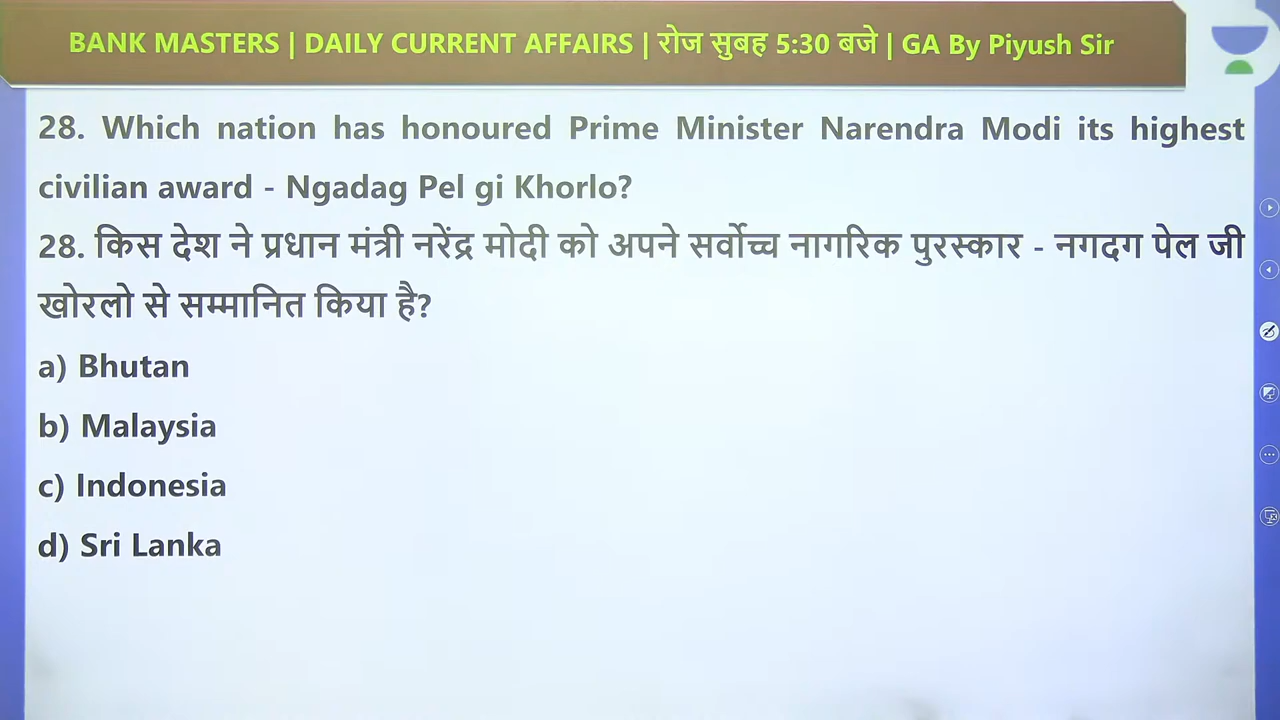 BANK MASTERS | DAILY CURRENT AFFAIRS | रोज सुबह 5:30 बजे | GA By Piyush Sir
28. Which nation has honoured Prime Minister Narendra Modi its highest
civilian award - Ngadag Pel gi Khorlo?
28. किस देश ने प्रधान मंत्री नरेंद्र मोदी को अपने सर्वोच्च नागरिक पुरस्कार - नगदग पेल जी
खोरलो से सम्मानित किया है?
a) Bhutan
b) Malaysia
c) Indonesia
d) Sri Lanka